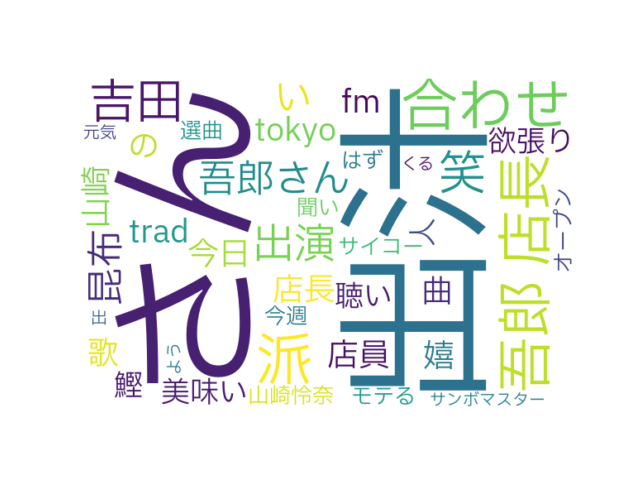 吉田
い
fm
合わせ
元気
選曲
の
tokyo
欲張り
さん
出汁
吾郎さん
はず
くる
笑
山崎
聞い
人
吾郎 店長
オープン
trad
今日
出演
サイコー
昆布
店長
聴い
曲
出
今週
歌
よう
派
店員
嬉
鰹
美味い
山崎怜奈
モテる
サンボマスター